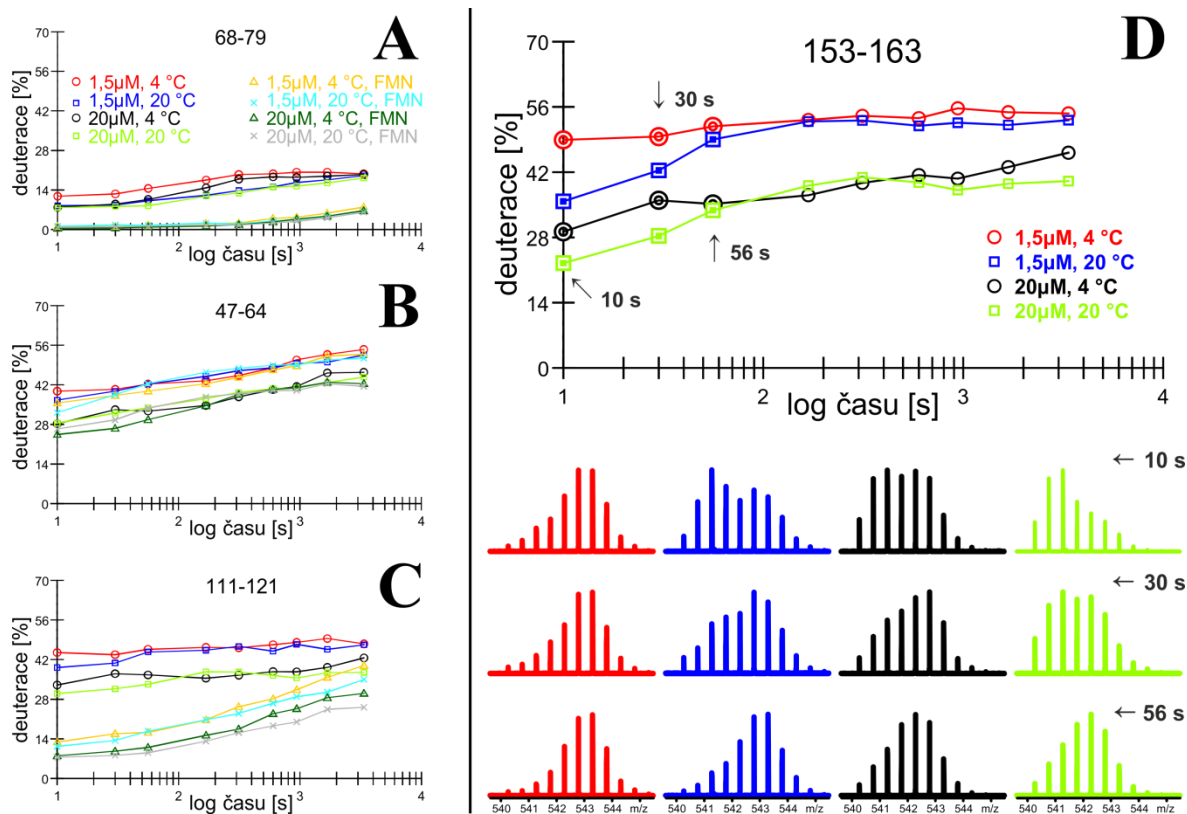 A
68-79
deuterace [%]
70
56
42
28
14
0
1,5µM, 4 °C
1,5µM, 20 °C
20µM, 4 °C
20µM, 20 °C
1,5µM, 4 °C, FMN
1,5µM, 20 °C, FMN
20µM, 4 °C, FMN
20µM, 20 °C, FMN
1 2 3 4
log času [s]
B
47-64
deuterace [%]
70
56
42
28
14
0
1 2 3 4
log času [s]
C
111-121
deuterace [%]
70
56
42
28
14
0
1 2 3 4
log času [s]
D
153-163
deuterace [%]
70
56
42
28
14
0
↓ 30 s
↑ 56 s
↖ 10 s
1,5µM, 4 °C
1,5µM, 20 °C
20µM, 4 °C
20µM, 20 °C
1 2 3 4
log času [s]
← 10 s
← 30 s
← 56 s
540 541 542 543 544 m/z 540 541 542 543 544 m/z 540 541 542 543 544 m/z 540 541 542 543 544 m/z